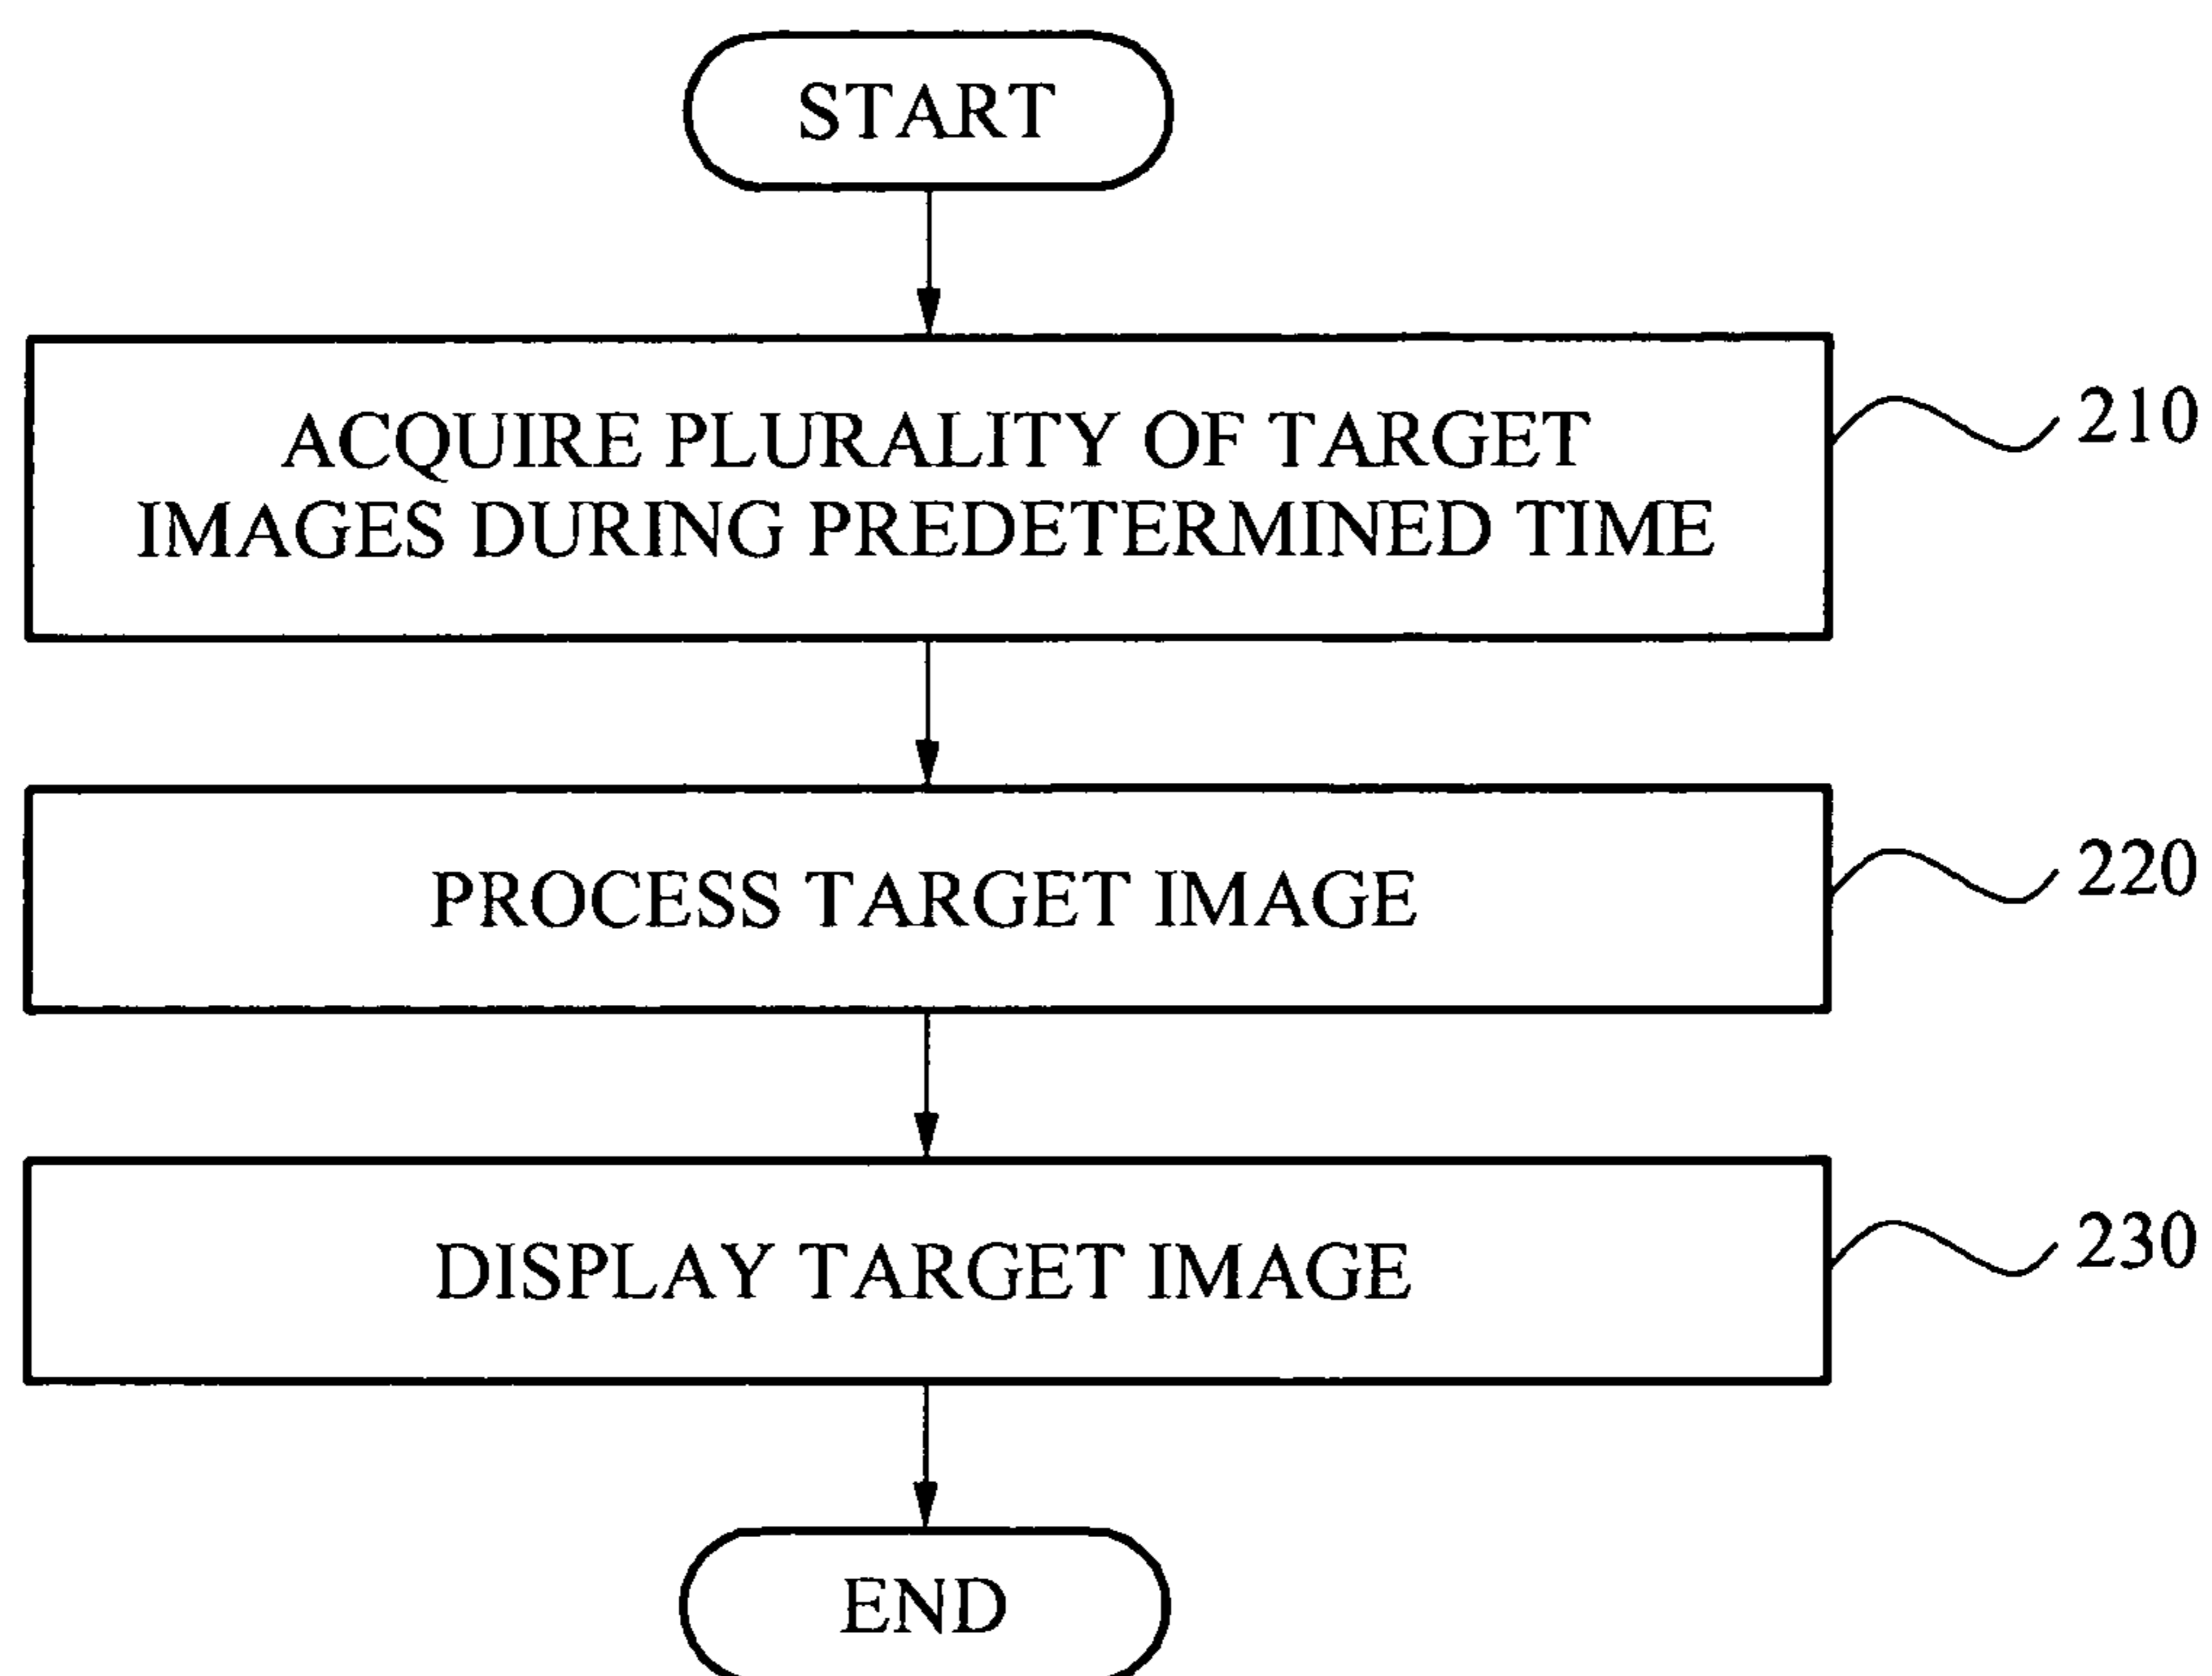 START
ACQUIRE PLURALITY OF TARGET
IMAGES DURING PREDETERMINED TIME
210
PROCESS TARGET IMAGE
220
DISPLAY TARGET IMAGE
230
END